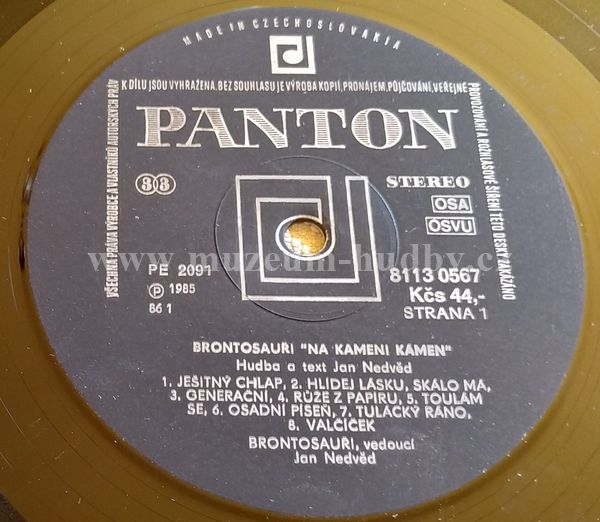 MADE IN CZECHOSLOVAKIA
VŠECHNA PRÁVA VÝROBCE A VLASTNÍKŮ AUTORSKÝCH PRÁV
K DÍLU JSOU VYHRAŽENA. BEZ SOUHLASU JE VÝROBA KOPIÍ, PRONÁJEM, PŮJČOVÁNÍ, VEŘEJNÉ
PROVOZOVÁNÍ A ROZHLASOVÉ ŠÍŘENÍ TÉTO DESKY ZAKÁZÁNO
PANTON
33
STEREO
OSA
OSVU
www.muzeum-hudby.cz
PE 2091
Ⓟ 1985
86 1
8113 0567
Kčs 44,-
STRANA 1
BRONTOSAUŘI "NA KAMENI KÁMEN"
Hudba a text Jan Nedvěd
1. JEŠITNÝ CHLAP, 2. HLÍDEJ LÁSKU, SKÁLO MÁ,
3. GENERAČNÍ, 4. RŮŽE Z PAPÍRU, 5. TOULÁM
SE, 6. OSADNÍ PÍSEŇ, 7. TULÁCKÝ RÁNO,
8. VALČÍČEK
BRONTOSAUŘI, vedoucí
Jan Nedvěd